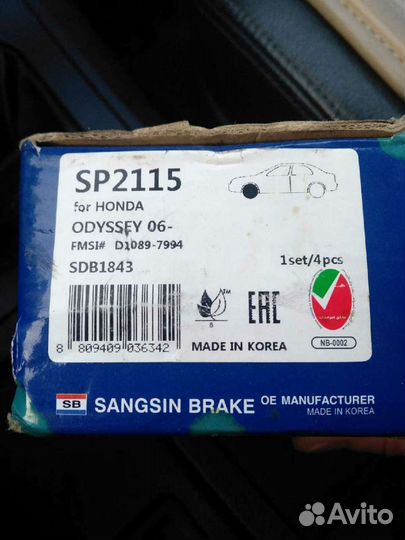 SP2115
for HONDA
ODYSSEY 06-
FMSI# D1089-7994
SDB1843
1set/4pcs
TM
B
EAC
8 809409 036342
MADE IN KOREA
NB-0002
SB SANGSIN BRAKE OE MANUFACTURER
MADE IN KOREA
Avito